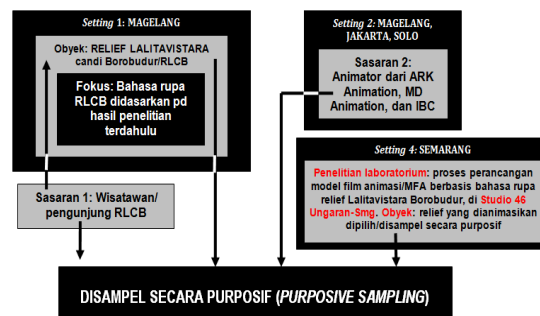 Setting 1: MAGELANG
Obyek: RELIEF LALITAVISTARA
candi Borobudur/RLCB
Fokus: Bahasa rupa
RLCB didasarkan pd
hasil penelitian
terdahulu
Sasaran 1: Wisatawan/
pengunjung RLCB
Setting 2: MAGELANG,
JAKARTA, SOLO
Sasaran 2:
Animator dari ARK
Animation, MD
Animation, dan IBC
Setting 4: SEMARANG
Penelitian laboratorium: proses perancangan
model film animasi/MFA berbasis bahasa rupa
relief Lalitavistara Borobudur, di Studio 46
Ungaran-Smg. Obyek: relief yang dianimasikan
dipilih/disampel secara purposif
DISAMPEL SECARA PURPOSIF (PURPOSIVE SAMPLING)